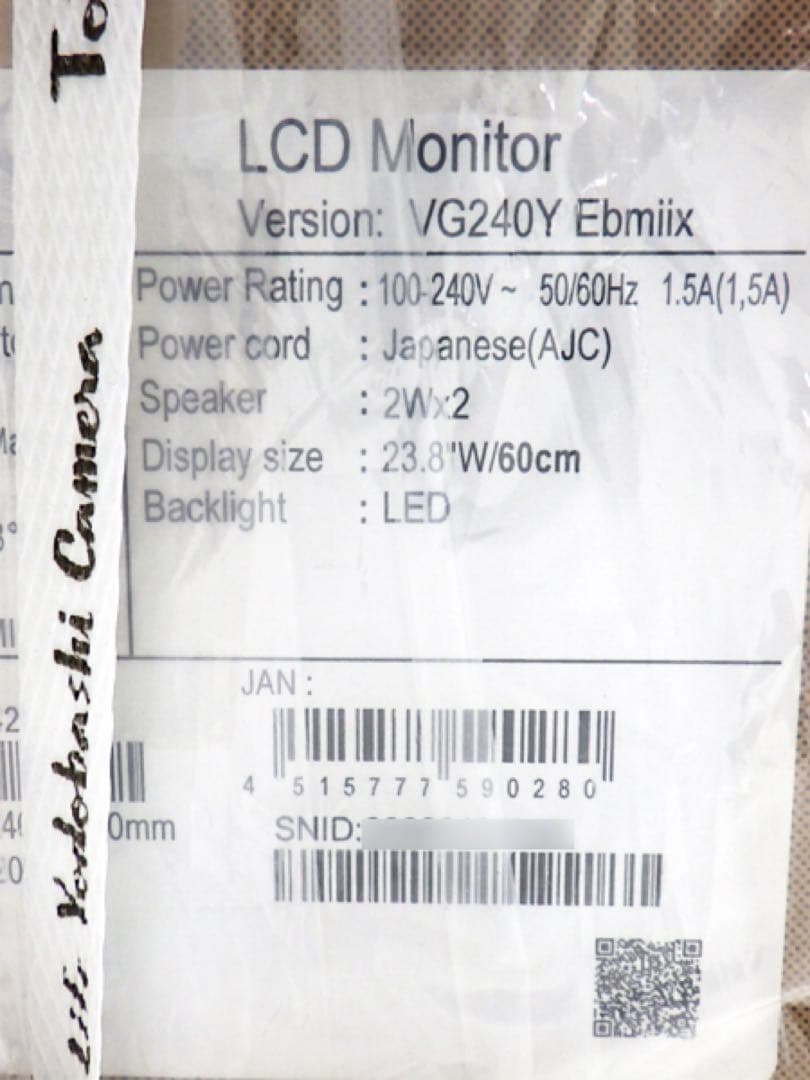 LCD Monitor
Version: VG240Y Ebmiix
Power Rating : 100-240V ~ 50/60Hz 1.5A(1,5A)
Power cord : Japanese(AJC)
Speaker : 2Wx2
Display size : 23.8"W/60cm
Backlight : LED
JAN :
4 515777 590280
SNID:
0mm
To
Yodobashi Camera